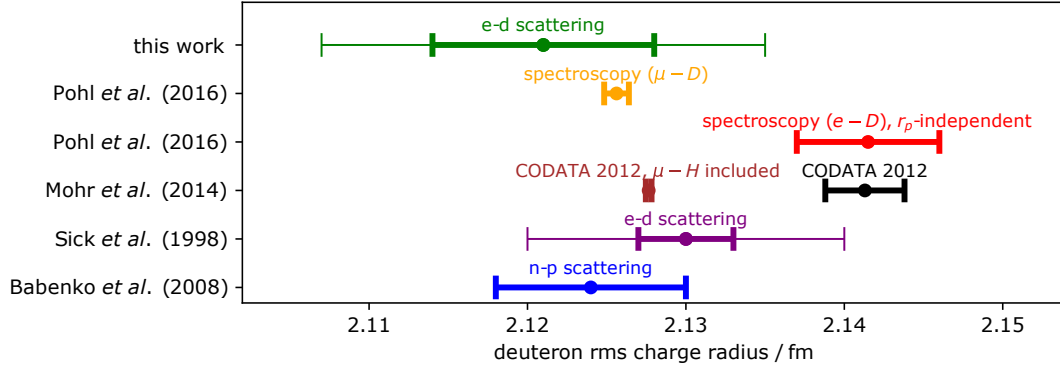 e-d scattering
this work
spectroscopy (μ − D)
Pohl et al. (2016)
spectroscopy (e − D), rₚ-independent
Pohl et al. (2016)
CODATA 2012, μ − H included
CODATA 2012
Mohr et al. (2014)
e-d scattering
Sick et al. (1998)
n-p scattering
Babenko et al. (2008)
2.11 2.12 2.13 2.14 2.15
deuteron rms charge radius / fm